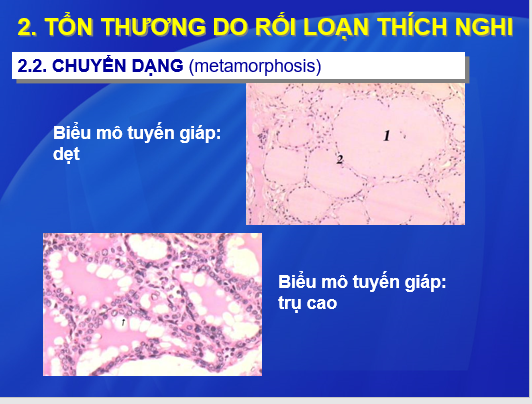 2. TỔN THƯƠNG DO RỐI LOẠN THÍCH NGHI
2.2. CHUYỂN DẠNG (metamorphosis)
Biểu mô tuyến giáp:
dẹt
1
2
Biểu mô tuyến giáp:
trụ cao
1